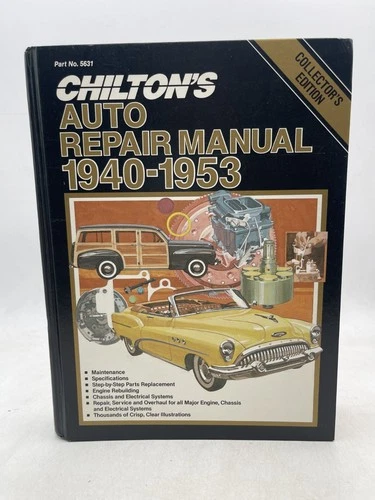 Part No. 5631
COLLECTOR'S
EDITION
CHILTON'S
AUTO
REPAIR MANUAL
1940-1953
Maintenance
Specifications
Step-by-Step Parts Replacement
Engine Rebuilding
Chassis and Electrical Systems
Repair, Service and Overhaul for all Major Engine, Chassis
and Electrical Systems
Thousands of Crisp, Clear Illustrations